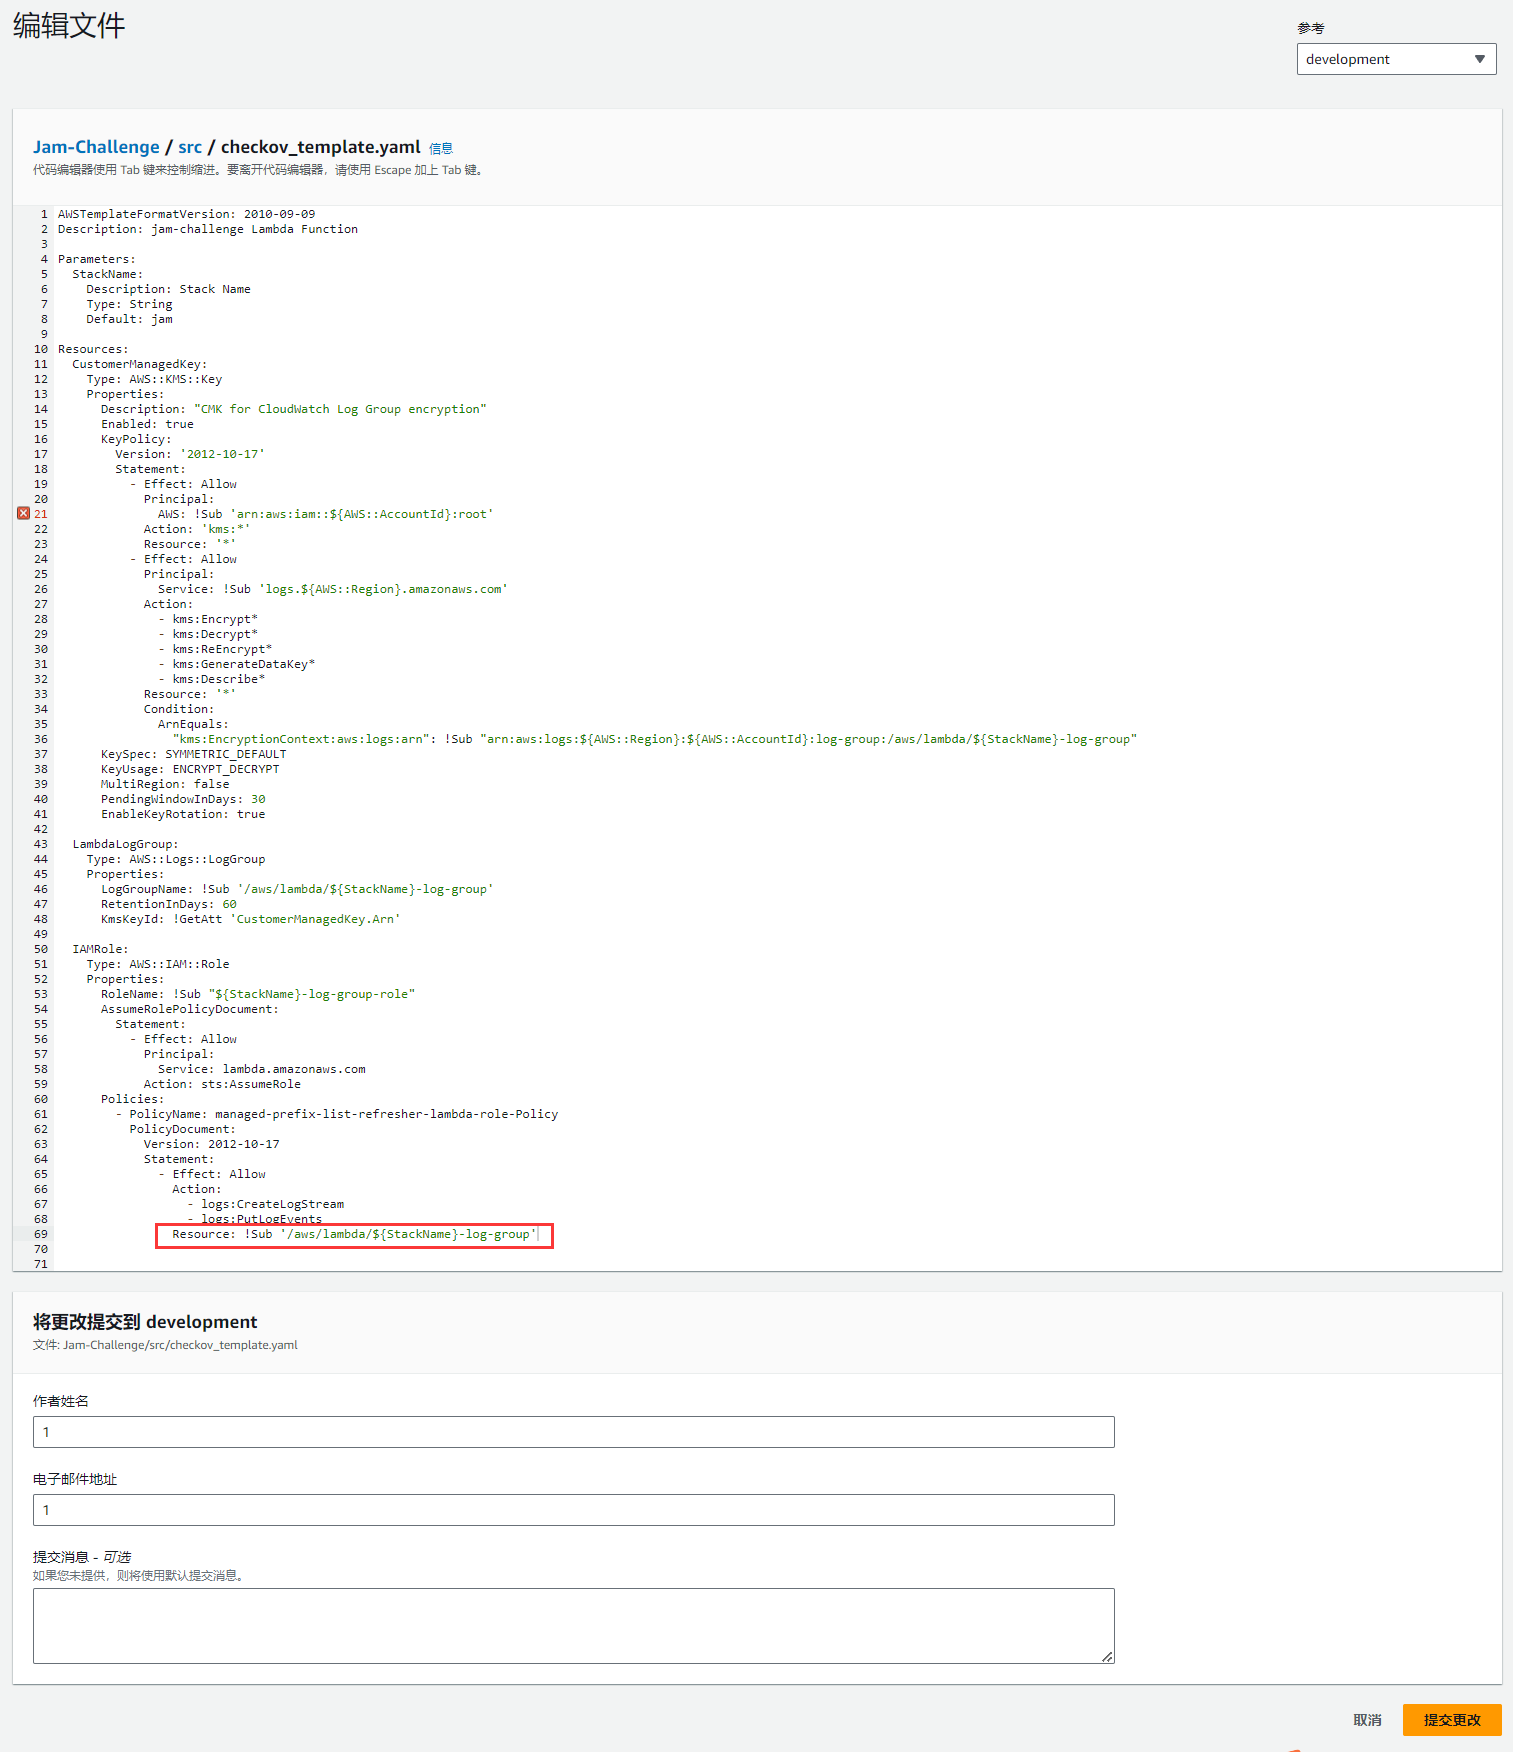 编辑文件
参考
development
Jam-Challenge / src / checkov_template.yaml 信息
代码编辑器使用 Tab 键来控制缩进。要离开代码编辑器，请使用 Escape 加上 Tab 键。
1 AWSTemplateFormatVersion: 2010-09-09
2 Description: jam-challenge Lambda Function
3
4 Parameters:
5   StackName:
6     Description: Stack Name
7     Type: String
8     Default: jam
9
10 Resources:
11   CustomerManagedKey:
12     Type: AWS::KMS::Key
13     Properties:
14       Description: "CMK for CloudWatch Log Group encryption"
15       Enabled: true
16       KeyPolicy:
17         Version: '2012-10-17'
18         Statement:
19           - Effect: Allow
20             Principal:
21               AWS: !Sub 'arn:aws:iam::${AWS::AccountId}:root'
22             Action: 'kms:*'
23             Resource: '*'
24           - Effect: Allow
25             Principal:
26               Service: !Sub 'logs.${AWS::Region}.amazonaws.com'
27             Action:
28               - kms:Encrypt*
29               - kms:Decrypt*
30               - kms:ReEncrypt*
31               - kms:GenerateDataKey*
32               - kms:Describe*
33             Resource: '*'
34             Condition:
35               ArnEquals:
36                 "kms:EncryptionContext:aws:logs:arn": !Sub "arn:aws:logs:${AWS::Region}:${AWS::AccountId}:log-group:/aws/lambda/${StackName}-log-group"
37       KeySpec: SYMMETRIC_DEFAULT
38       KeyUsage: ENCRYPT_DECRYPT
39       MultiRegion: false
40       PendingWindowInDays: 30
41       EnableKeyRotation: true
42
43   LambdaLogGroup:
44     Type: AWS::Logs::LogGroup
45     Properties:
46       LogGroupName: !Sub '/aws/lambda/${StackName}-log-group'
47       RetentionInDays: 60
48       KmsKeyId: !GetAtt 'CustomerManagedKey.Arn'
49
50   IAMRole:
51     Type: AWS::IAM::Role
52     Properties:
53       RoleName: !Sub "${StackName}-log-group-role"
54       AssumeRolePolicyDocument:
55         Statement:
56           - Effect: Allow
57             Principal:
58               Service: lambda.amazonaws.com
59             Action: sts:AssumeRole
60       Policies:
61         - PolicyName: managed-prefix-list-refresher-lambda-role-Policy
62           PolicyDocument:
63             Version: 2012-10-17
64             Statement:
65               - Effect: Allow
66                 Action:
67                   - logs:CreateLogStream
68                   - logs:PutLogEvents
69                 Resource: !Sub '/aws/lambda/${StackName}-log-group'
70
71
将更改提交到 development
文件: Jam-Challenge/src/checkov_template.yaml
作者姓名
1
电子邮件地址
1
提交消息 - 可选
如果您未提供，则将使用默认提交消息。
取消
提交更改